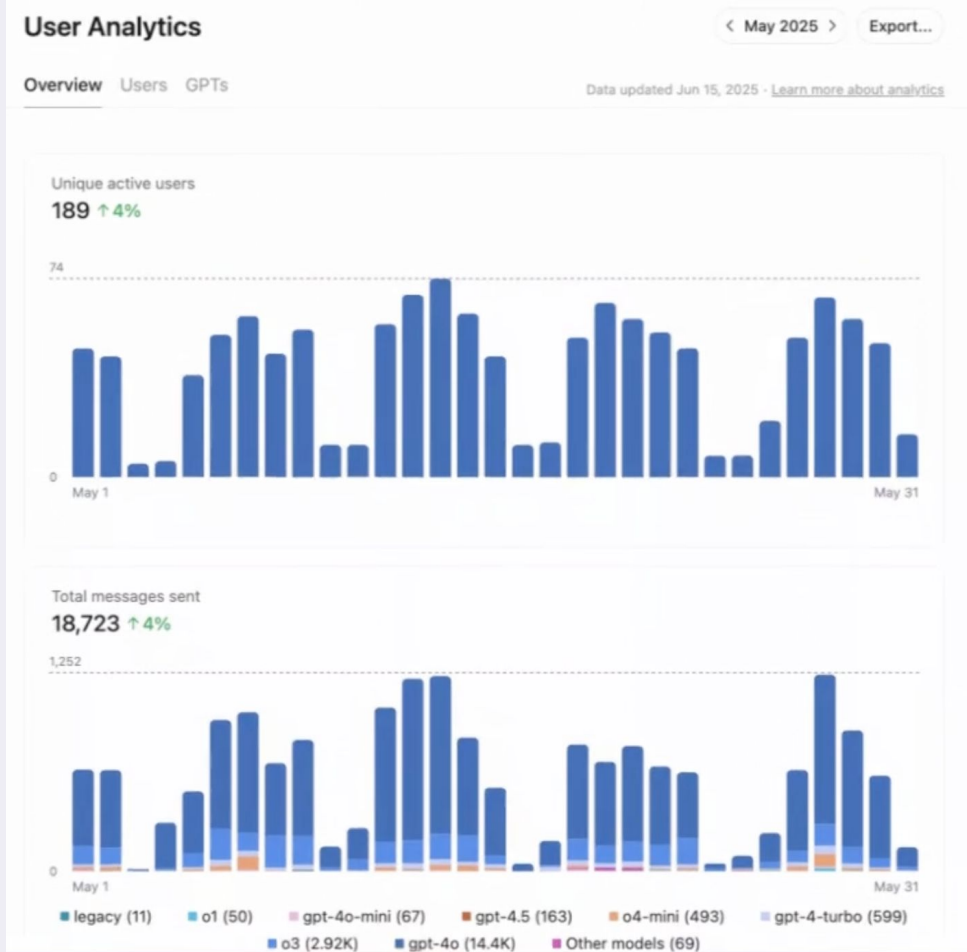 User Analytics
< May 2025 >
Export...
Overview Users GPTs
Data updated Jun 15, 2025 · Learn more about analytics
Unique active users
189 ↑ 4%
74
0
May 1
May 31
Total messages sent
18,723 ↑ 4%
1,252
0
May 1
May 31
legacy (11) o1 (50) gpt-4o-mini (67) gpt-4.5 (163) o4-mini (493) gpt-4-turbo (599)
o3 (2.92K) gpt-4o (14.4K) Other models (69)